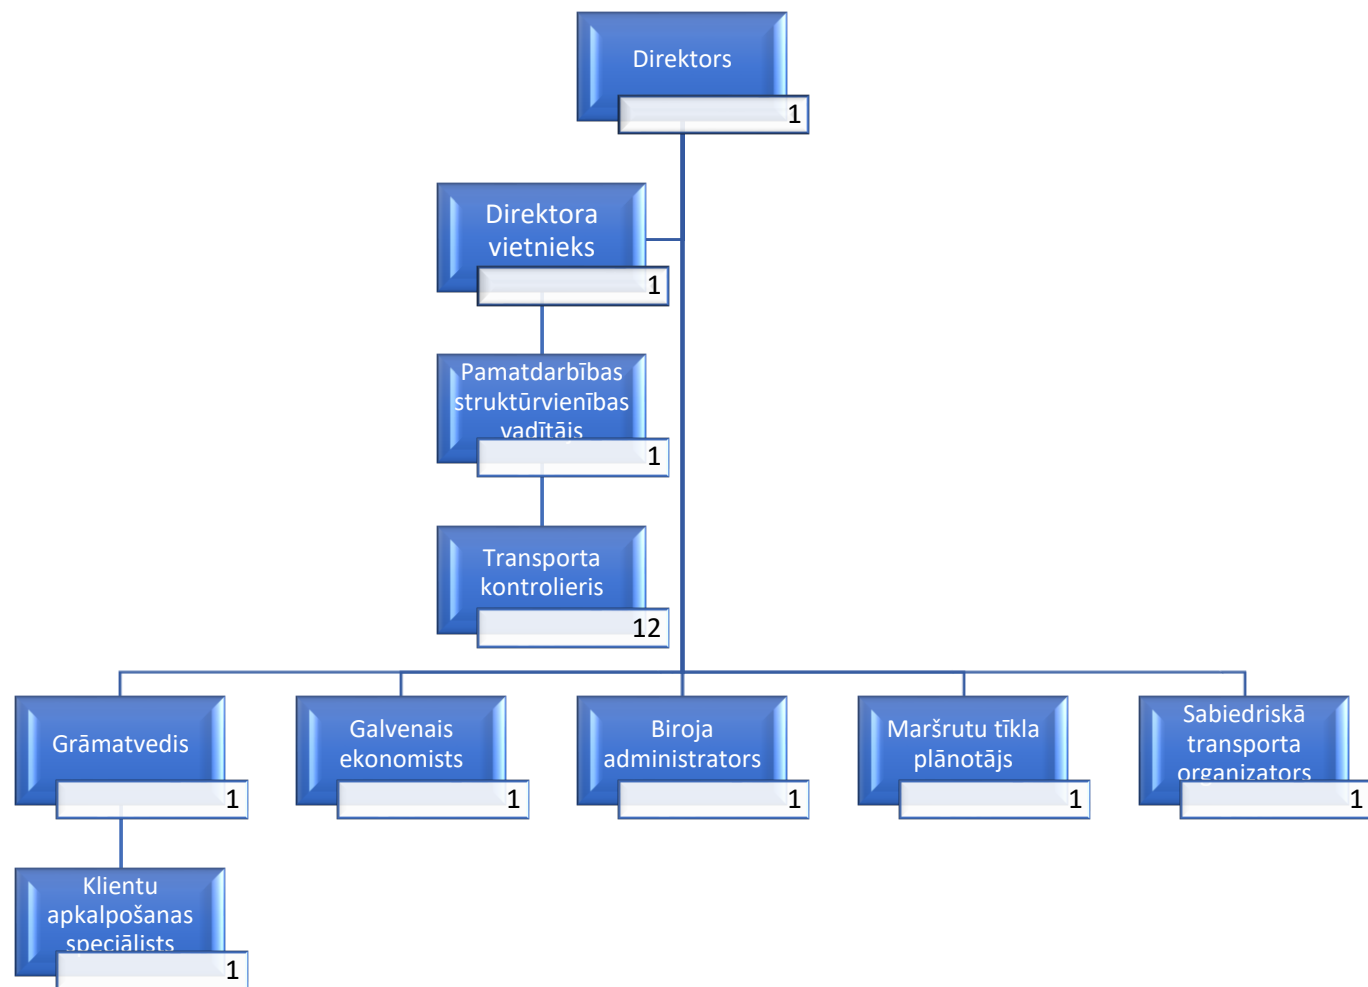 Direktors
1
Direktora
vietnieks
1
Pamatdarbības
struktūrvienības
vadītājs
1
Transporta
kontrolieris
12
Grāmatvedis
1
Galvenais
ekonomists
1
Biroja
administrators
1
Maršrutu tīkla
plānotājs
1
Sabiedriskā
transporta
organizators
1
Klientu
apkalpošanas
speciālists
1